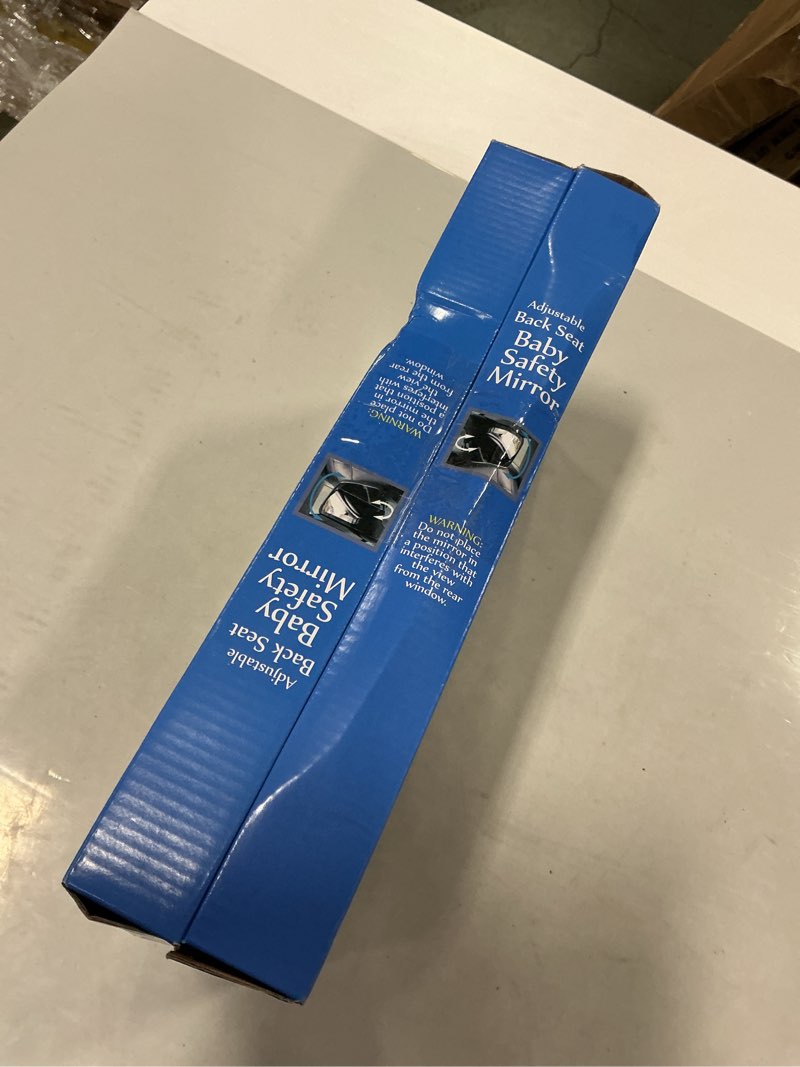 Adjustable
Back Seat
Baby
Safety
Mirror
WARNING:
Do not place
the mirror in
a position that
interferes with
the view
from the rear
window.
Adjustable
Back Seat
Baby
Safety
Mirror
WARNING:
Do not place
the mirror in
a position that
interferes with
the view
from the rear
window.